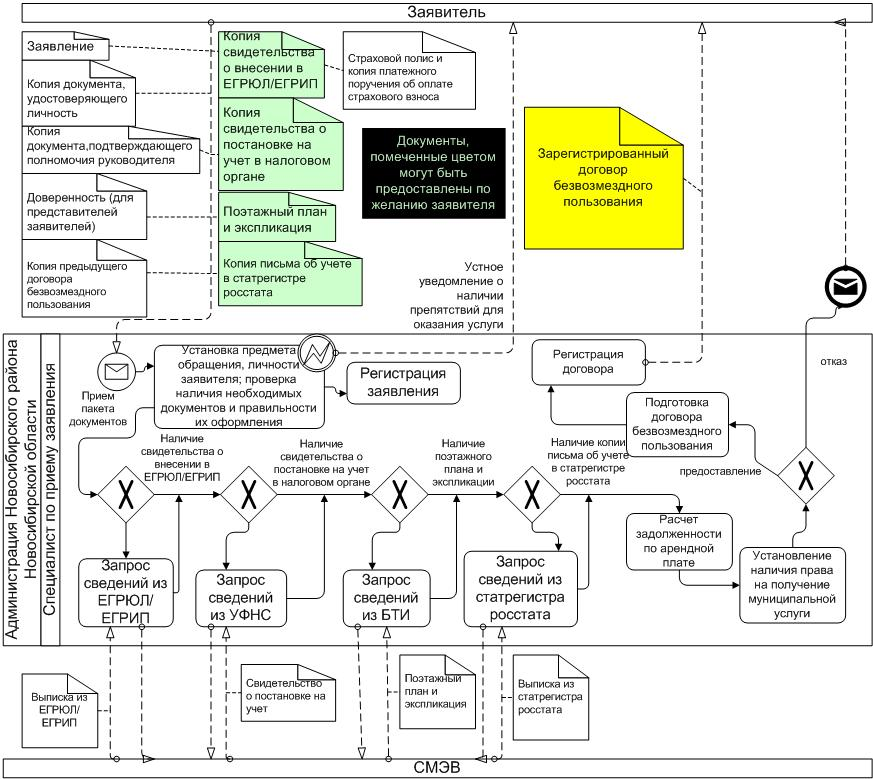 Заявитель
Заявление
Копия
свидетельства
о внесении в
ЕГРЮЛ/ЕГРИП
Страховой полис и
копия платежного
поручения об оплате
страхового взноса
Копия документа,
удостоверяющего
личность
Копия
свидетельства о
постановке на
учет в налоговом
органе
Копия
документа,подтверждающего
полномочия руководителя
Документы,
помеченные цветом
могут быть
предоставлены по
желанию заявителя
Зарегистрированный
договор
безвозмездного
пользования
Доверенность (для
представителей
заявителей)
Поэтажный план
и экспликация
Копия предыдущего
договора
безвозмездного
пользования
Копия письма об учете
в статрегистре
росстата
Устное
уведомление о
наличии
препятствий для
оказания услуги
Администрация Новосибирского района
Новосибирской области
Специалист по приему заявления
Прием
пакета
документов
Установка предмета
обращения, личности
заявителя; проверка
наличия необходимых
документов и правильности
их оформления
Регистрация
заявления
Регистрация
договора
отказ
Подготовка
договора
безвозмездного
пользования
Наличие
свидетельства о
внесении в
ЕГРЮЛ/ЕГРИП
Наличие
свидетельства о
постановке на учет
в налоговом органе
Наличие
поэтажного
плана и
экспликации
Наличие копии
письма об учете
в статрегистре
росстата
предоставление
Запрос
сведений из
ЕГРЮЛ/
ЕГРИП
Запрос
сведений
из УФНС
Запрос
сведений
из БТИ
Запрос
сведений из
статрегистра
росстата
Расчет
задолженности
по арендной
плате
Установление
наличия права
на получение
муниципальной
услуги
Выписка из
ЕГРЮЛ/
ЕГРИП
Свидетельство
о постановке на
учет
Поэтажный
план и
экспликация
Выписка из
статрегистра
росстата
СМЭВ